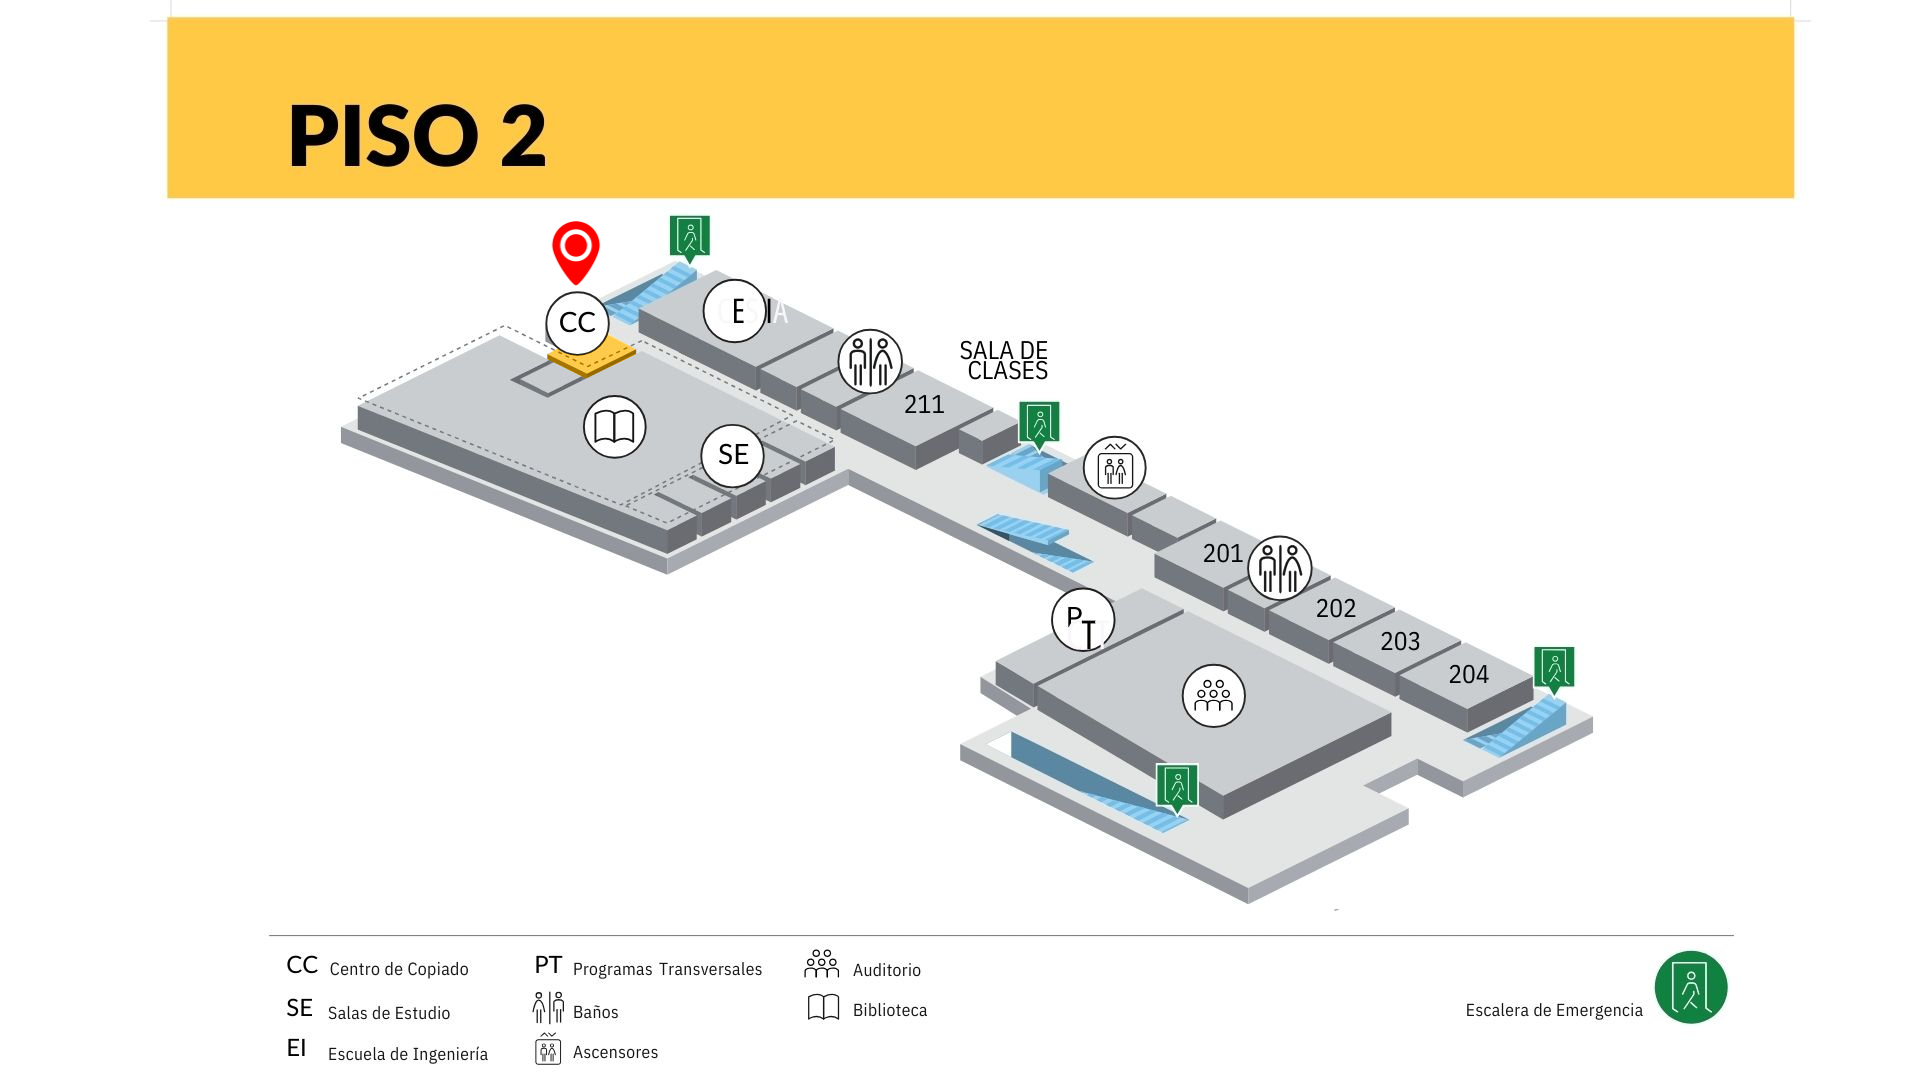 PISO 2
CC
E I
SALA DE
CLASES
211
SE
201
202
PT
203
204
CC Centro de Copiado
SE Salas de Estudio
EI Escuela de Ingeniería
PT Programas Transversales
Baños
Ascensores
Auditorio
Biblioteca
Escalera de Emergencia